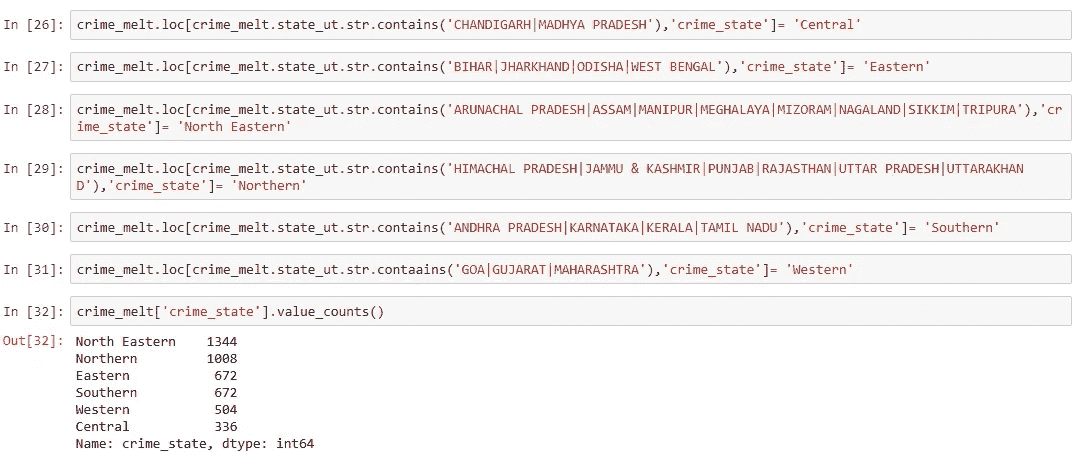 In [26]: crime_melt.loc[crime_melt.state_ut.str.contains('CHANDIGARH|MADHYA PRADESH'),'crime_state']= 'Central'
In [27]: crime_melt.loc[crime_melt.state_ut.str.contains('BIHAR|JHARKHAND|ODISHA|WEST BENGAL'),'crime_state']= 'Eastern'
In [28]: crime_melt.loc[crime_melt.state_ut.str.contains('ARUNACHAL PRADESH|ASSAM|MANIPUR|MEGHALAYA|MIZORAM|NAGALAND|SIKKIM|TRIPURA'),'cr
ime_state']= 'North Eastern'
In [29]: crime_melt.loc[crime_melt.state_ut.str.contains('HIMACHAL PRADESH|JAMMU & KASHMIR|PUNJAB|RAJASTHAN|UTTAR PRADESH|UTTARAKHAN
D'),'crime_state']= 'Northern'
In [30]: crime_melt.loc[crime_melt.state_ut.str.contains('ANDHRA PRADESH|KARNATAKA|KERALA|TAMIL NADU'),'crime_state']= 'Southern'
In [31]: crime_melt.loc[crime_melt.state_ut.str.contaains('GOA|GUJARAT|MAHARASHTRA'),'crime_state']= 'Western'
In [32]: crime_melt['crime_state'].value_counts()
Out[32]: North Eastern 1344
Northern 1008
Eastern 672
Southern 672
Western 504
Central 336
Name: crime_state, dtype: int64